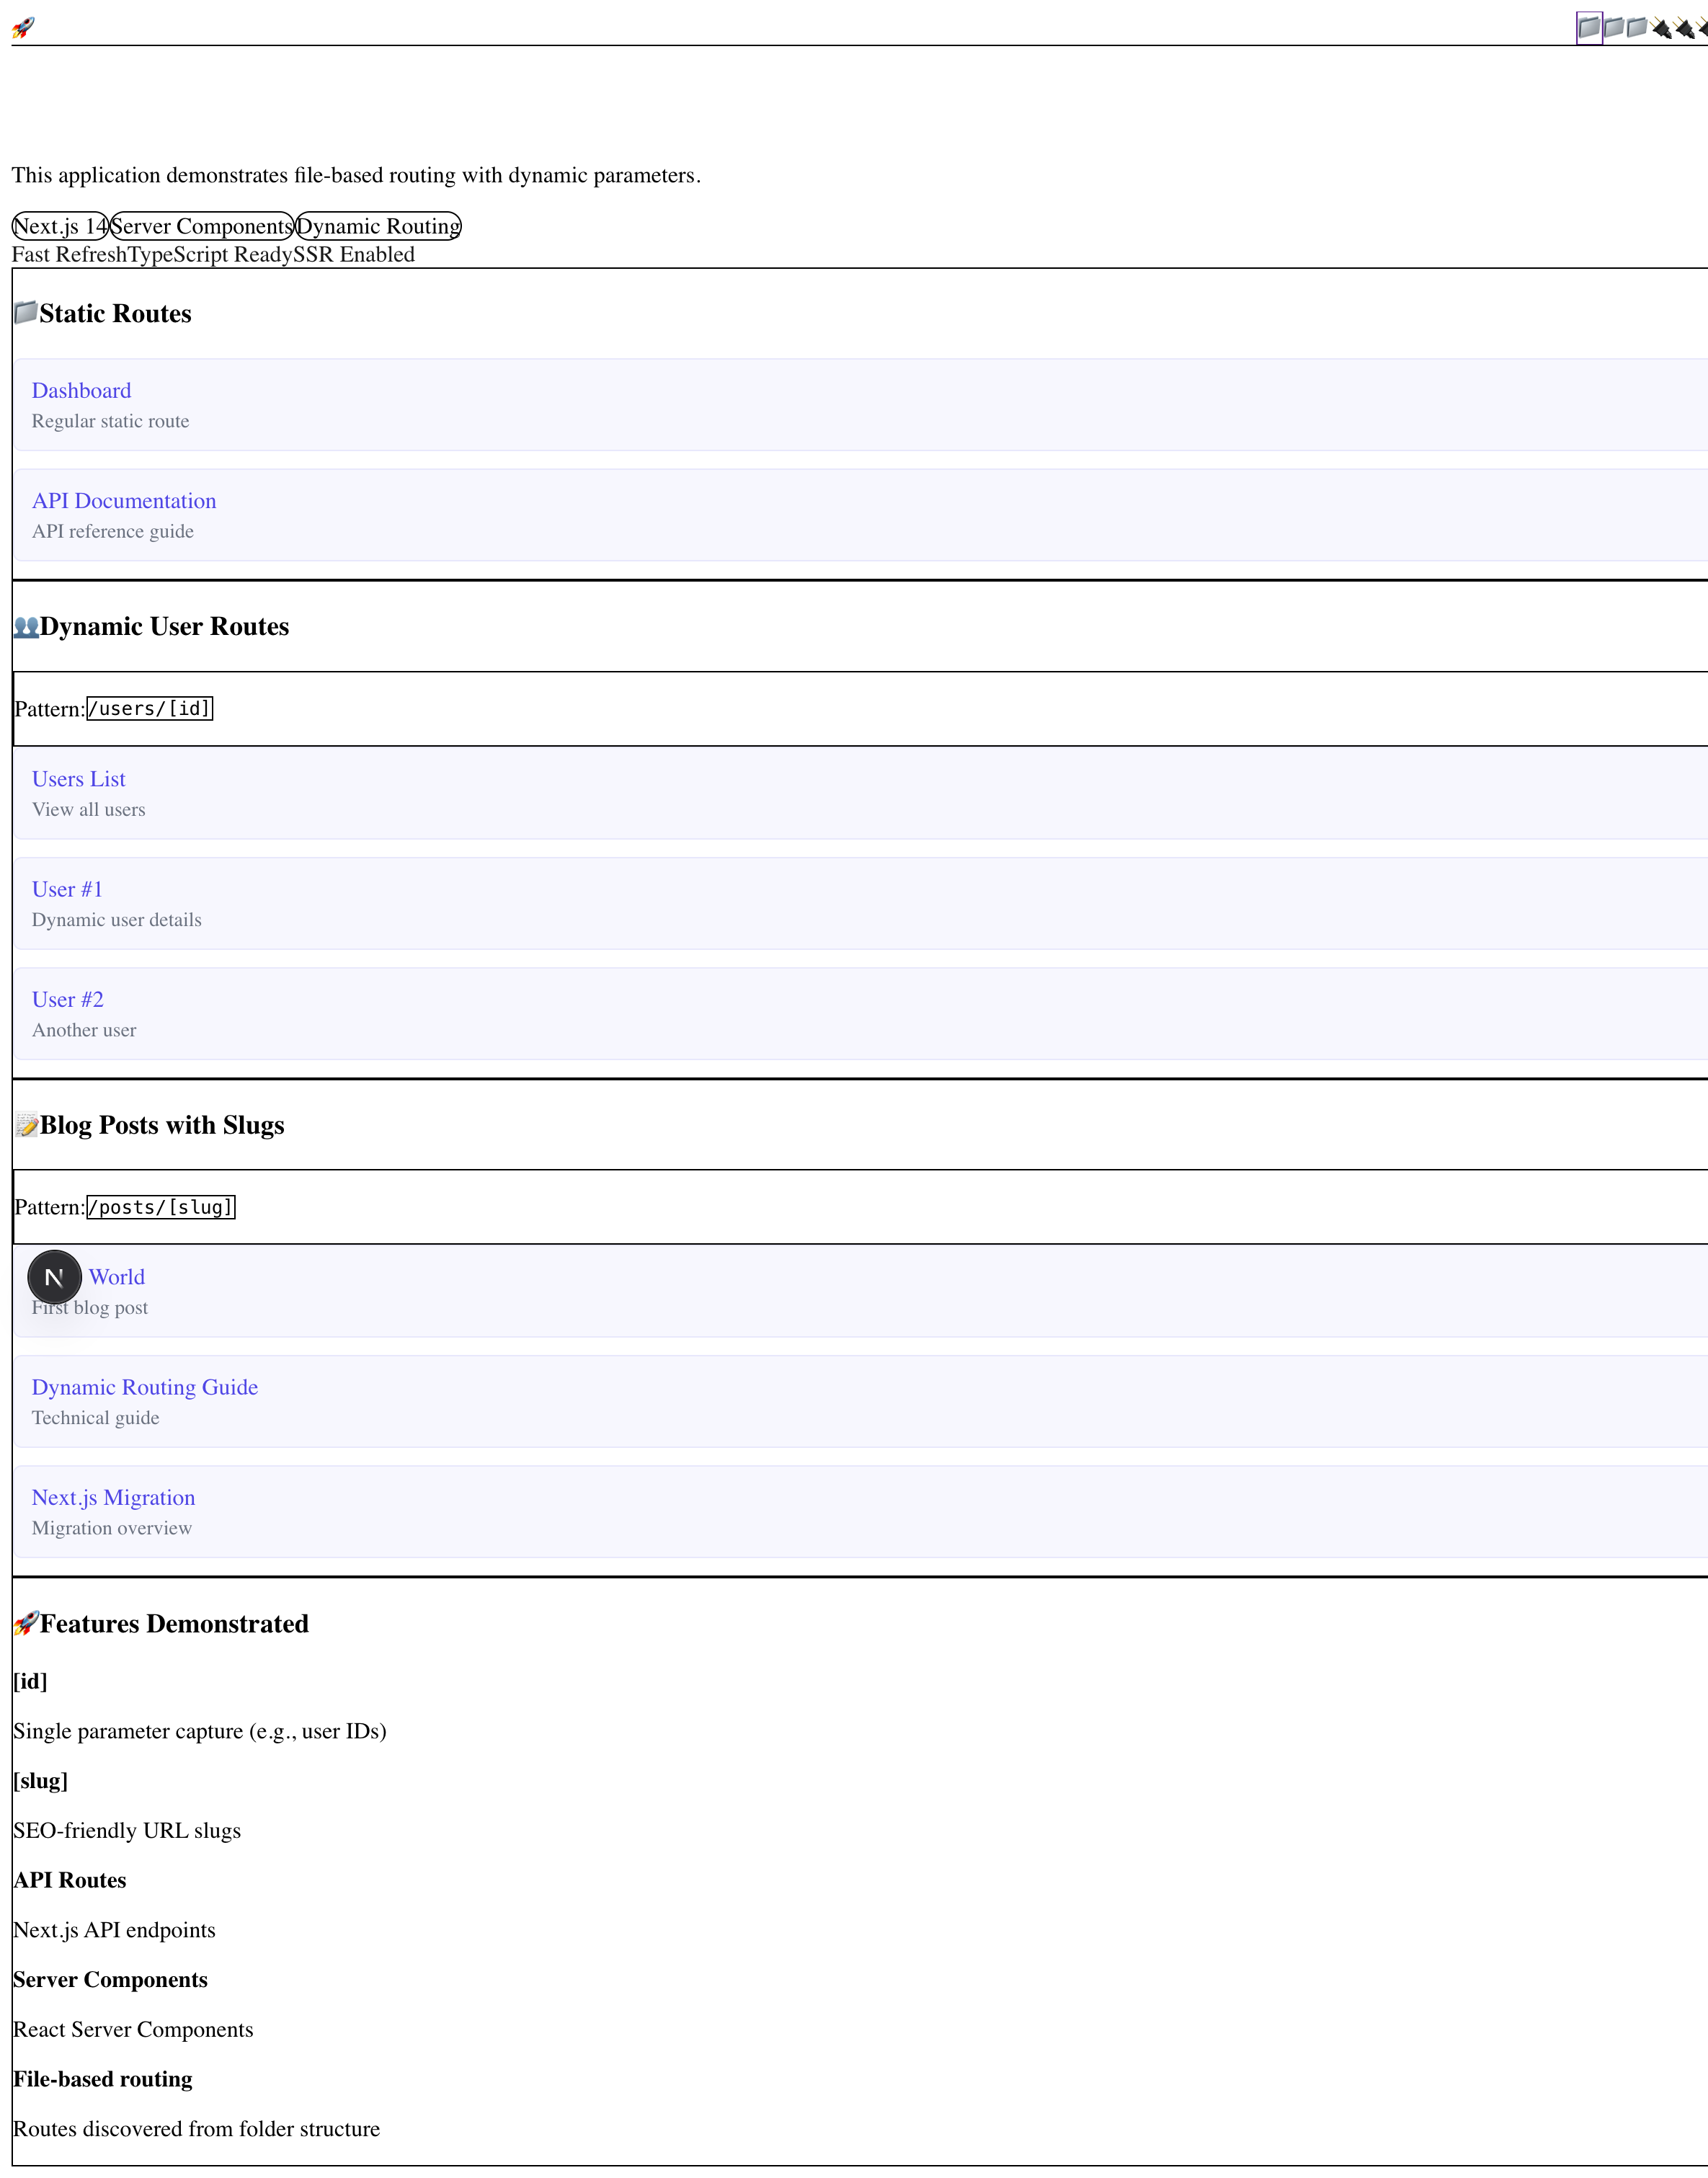 This application demonstrates file-based routing with dynamic parameters.
Next.js 14 Server Components Dynamic Routing
Fast RefreshTypeScript ReadySSR Enabled
Static Routes
Dashboard
Regular static route
API Documentation
API reference guide
Dynamic User Routes
Pattern: /users/[id]
Users List
View all users
User #1
Dynamic user details
User #2
Another user
Blog Posts with Slugs
Pattern: /posts/[slug]
N World
First blog post
Dynamic Routing Guide
Technical guide
Next.js Migration
Migration overview
Features Demonstrated
[id]
Single parameter capture (e.g., user IDs)
[slug]
SEO-friendly URL slugs
API Routes
Next.js API endpoints
Server Components
React Server Components
File-based routing
Routes discovered from folder structure